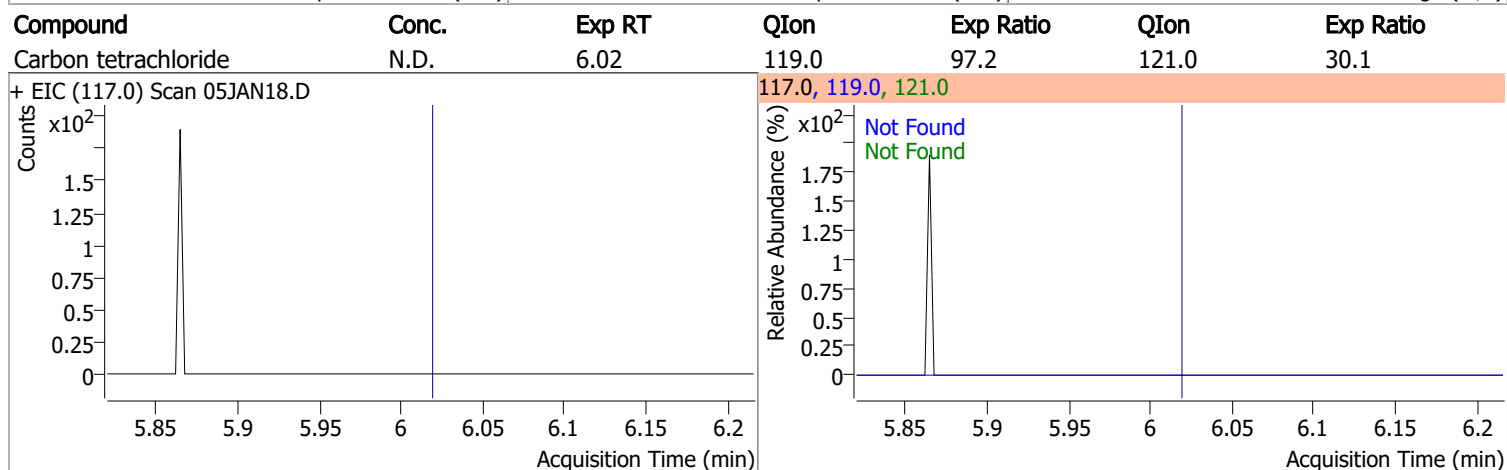 Compound Conc. Exp RT QIon Exp Ratio QIon Exp Ratio
Carbon tetrachloride N.D. 6.02 119.0 97.2 121.0 30.1
+ EIC (117.0) Scan 05JAN18.D
Counts
x10²
1.5
1.25
1
0.75
0.5
0.25
0
5.85 5.9 5.95 6 6.05 6.1 6.15 6.2
Acquisition Time (min)
117.0, 119.0, 121.0
Relative Abundance (%)
x10²
Not Found
Not Found
1.75
1.5
1.25
1
0.75
0.5
0.25
0
5.85 5.9 5.95 6 6.05 6.1 6.15 6.2
Acquisition Time (min)